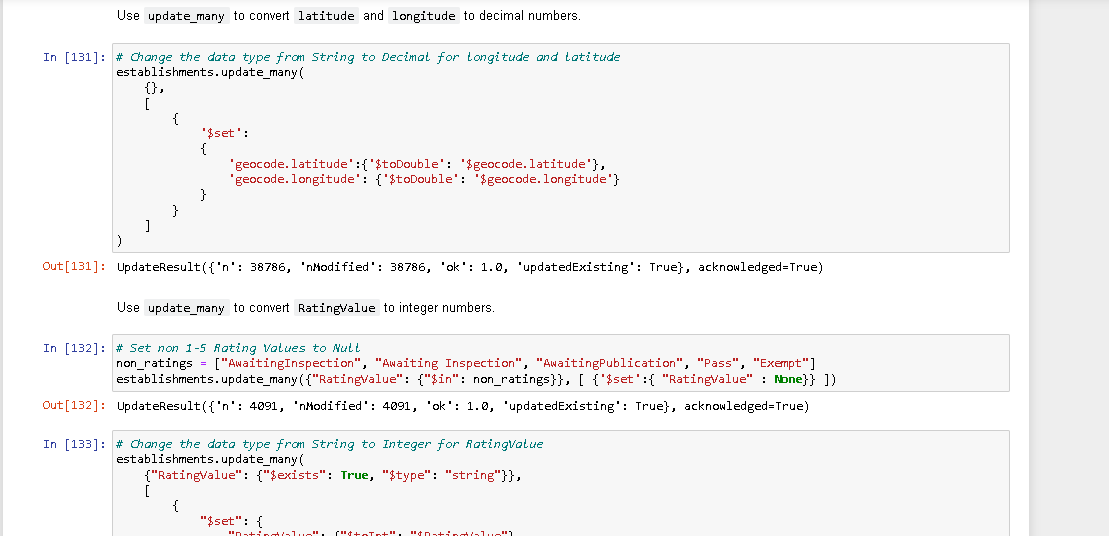 Use update_many to convert latitude and longitude to decimal numbers.
In [131]: # Change the data type from String to Decimal for longitude and latitude
establishments.update_many(
    {},
    [
        {
            '$set':
            {
                'geocode.latitude':{'$toDouble': '$geocode.latitude'},
                'geocode.longitude': {'$toDouble': '$geocode.longitude'}
            }
        }
    ]
)
Out[131]: UpdateResult({'n': 38786, 'nModified': 38786, 'ok': 1.0, 'updatedExisting': True}, acknowledged=True)
Use update_many to convert RatingValue to integer numbers.
In [132]: # Set non 1-5 Rating Values to Null
non_ratings = ["AwaitingInspection", "Awaiting Inspection", "AwaitingPublication", "Pass", "Exempt"]
establishments.update_many({"RatingValue": {"$in": non_ratings}}, [ {'$set':{ "RatingValue" : None}} ])
Out[132]: UpdateResult({'n': 4091, 'nModified': 4091, 'ok': 1.0, 'updatedExisting': True}, acknowledged=True)
In [133]: # Change the data type from String to Integer for RatingValue
establishments.update_many(
    {"RatingValue": {"$exists": True, "$type": "string"}},
    [
        {
            "$set": {
                "RatingValue": {"$toInt": "$RatingValue"}